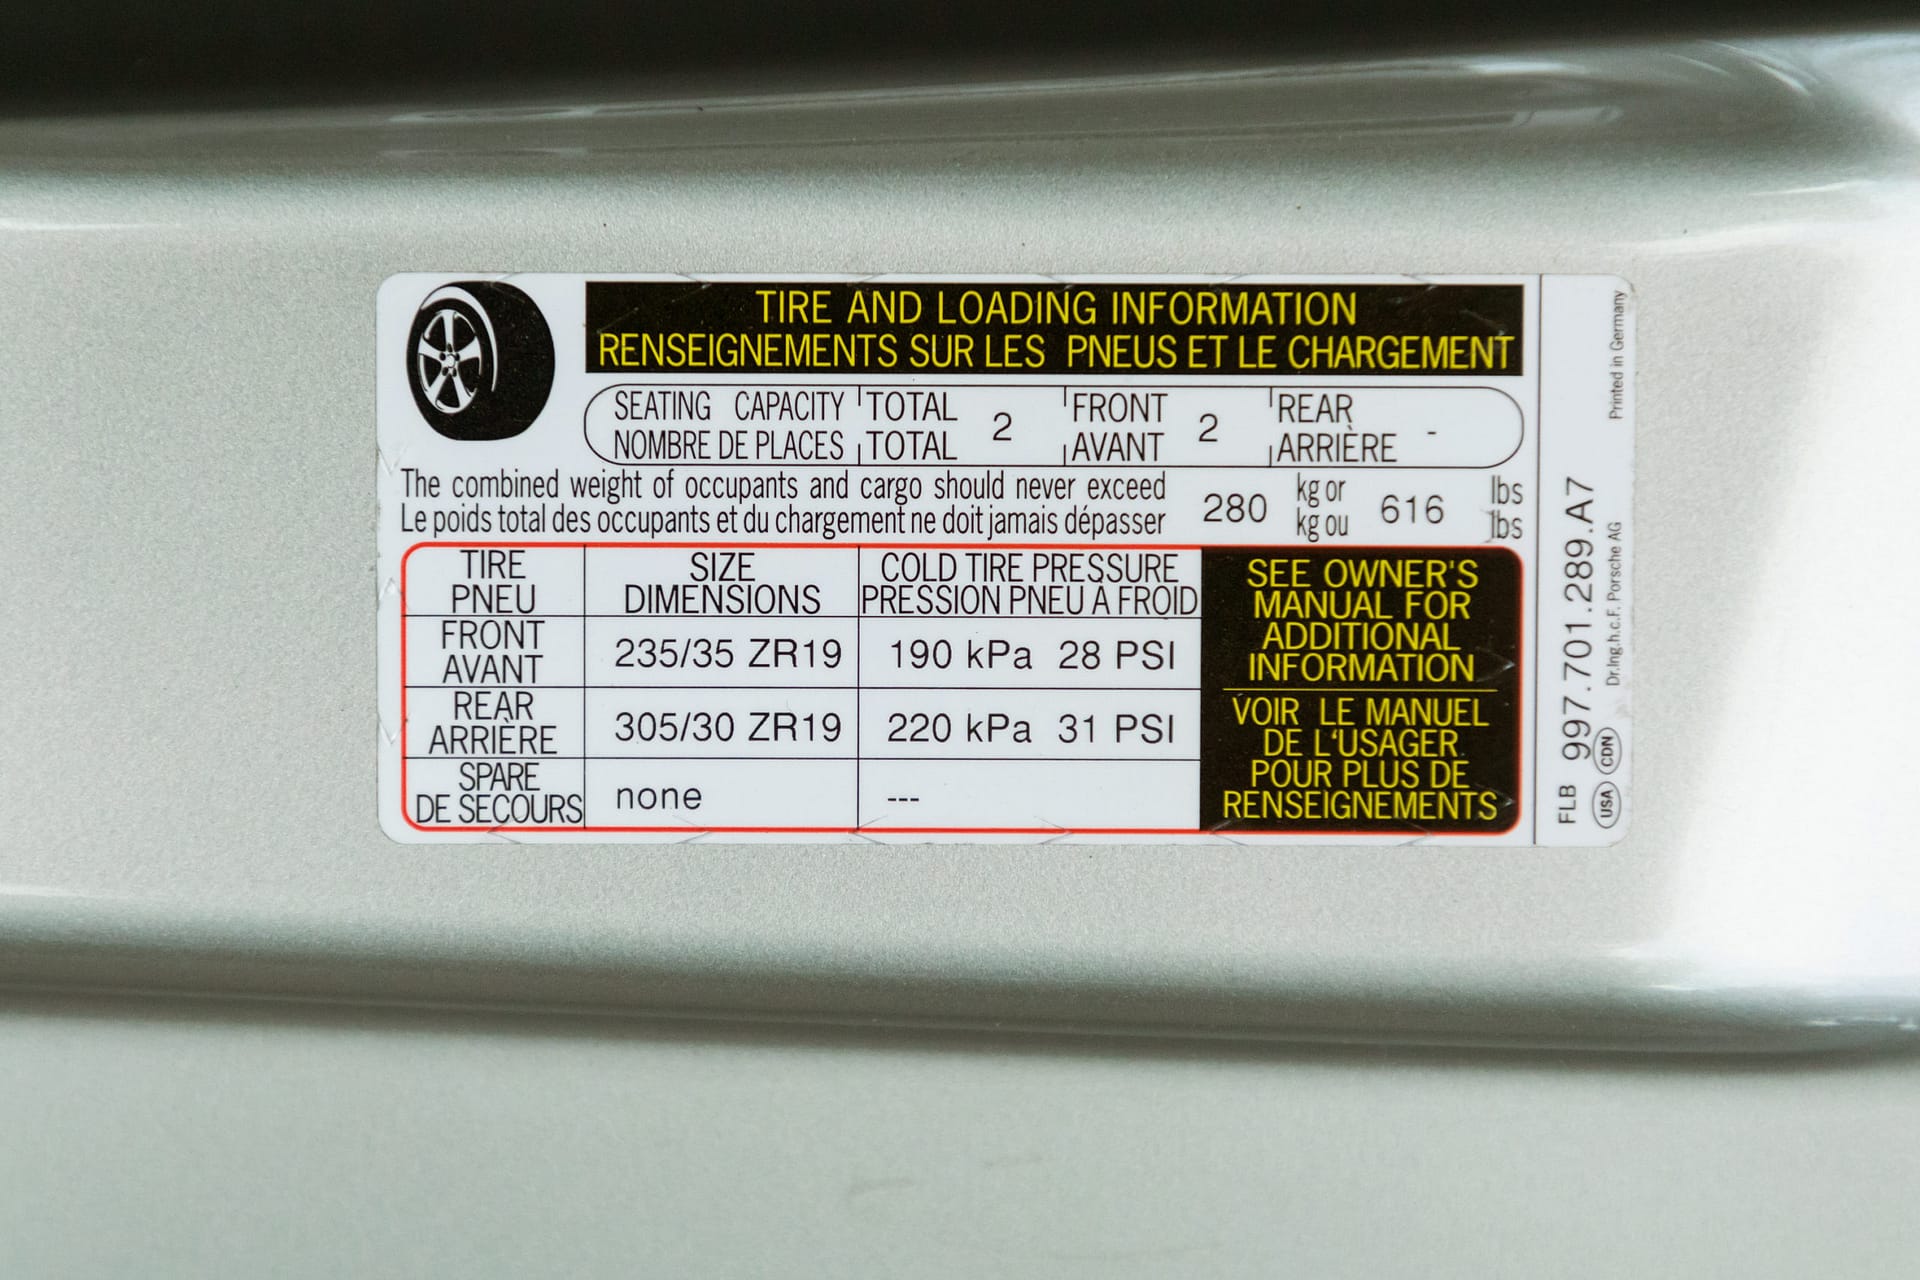 TIRE AND LOADING INFORMATION
RENSEIGNEMENTS SUR LES PNEUS ET LE CHARGEMENT
SEATING CAPACITY TOTAL 2 FRONT 2 REAR -
NOMBRE DE PLACES TOTAL AVANT ARRIÈRE
The combined weight of occupants and cargo should never exceed 280 kg or 616 lbs
Le poids total des occupants et du chargement ne doit jamais dépasser kg ou lbs
TIRE SIZE COLD TIRE PRESSURE
PNEU DIMENSIONS PRESSION PNEU À FROID
FRONT
AVANT
235/35 ZR19 190 kPa 28 PSI
REAR
ARRIÈRE
305/30 ZR19 220 kPa 31 PSI
SPARE
DE SECOURS
none ---
SEE OWNER'S
MANUAL FOR
ADDITIONAL
INFORMATION
VOIR LE MANUEL
DE L'USAGER
POUR PLUS DE
RENSEIGNEMENTS
FLB 997.701.289.A7
USA CDN Dr.Ing.h.c.F. Porsche AG Printed in Germany